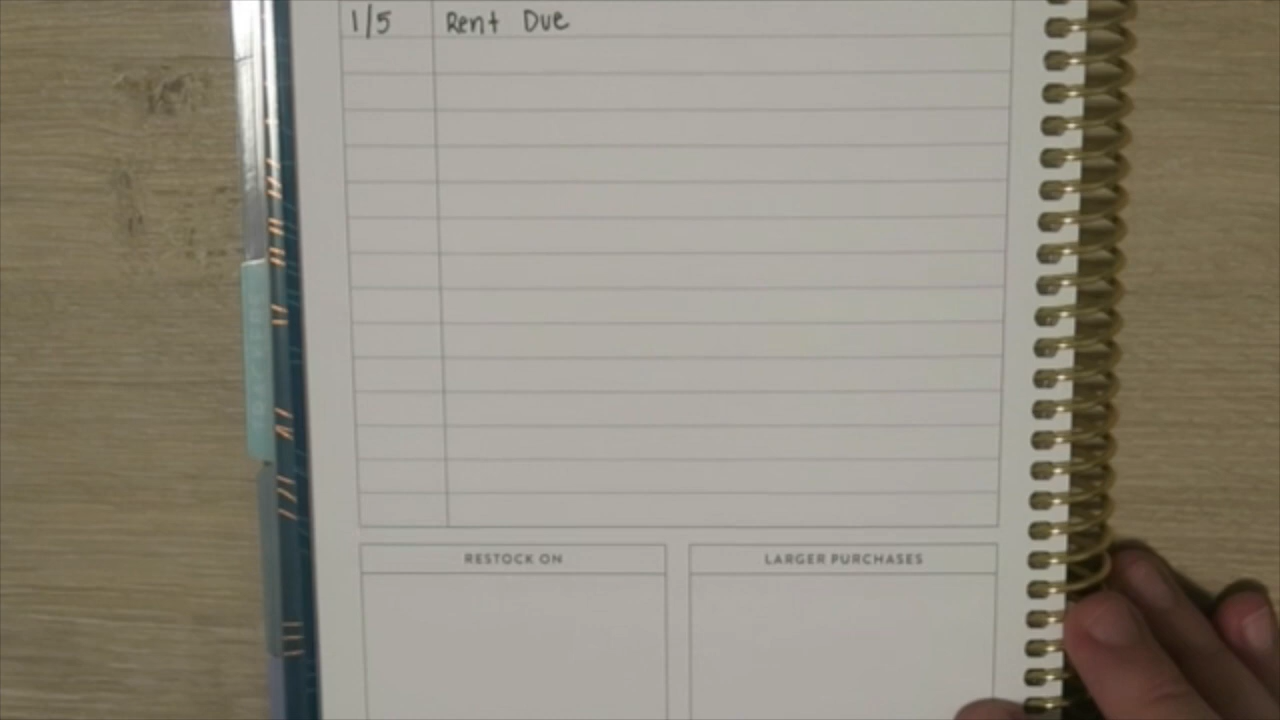 1/5 Rent Due
RESTOCK ON
LARGER PURCHASES